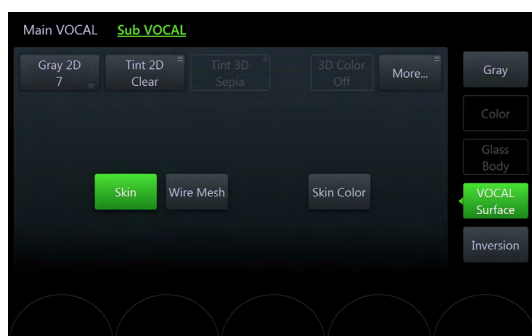 Main VOCAL Sub VOCAL
Gray 2D
7
Tint 2D
Clear
Tint 3D
Sepia
3D Color
Off
More...
Gray
Color
Glass
Body
Skin
Wire Mesh
Skin Color
VOCAL
Surface
Inversion